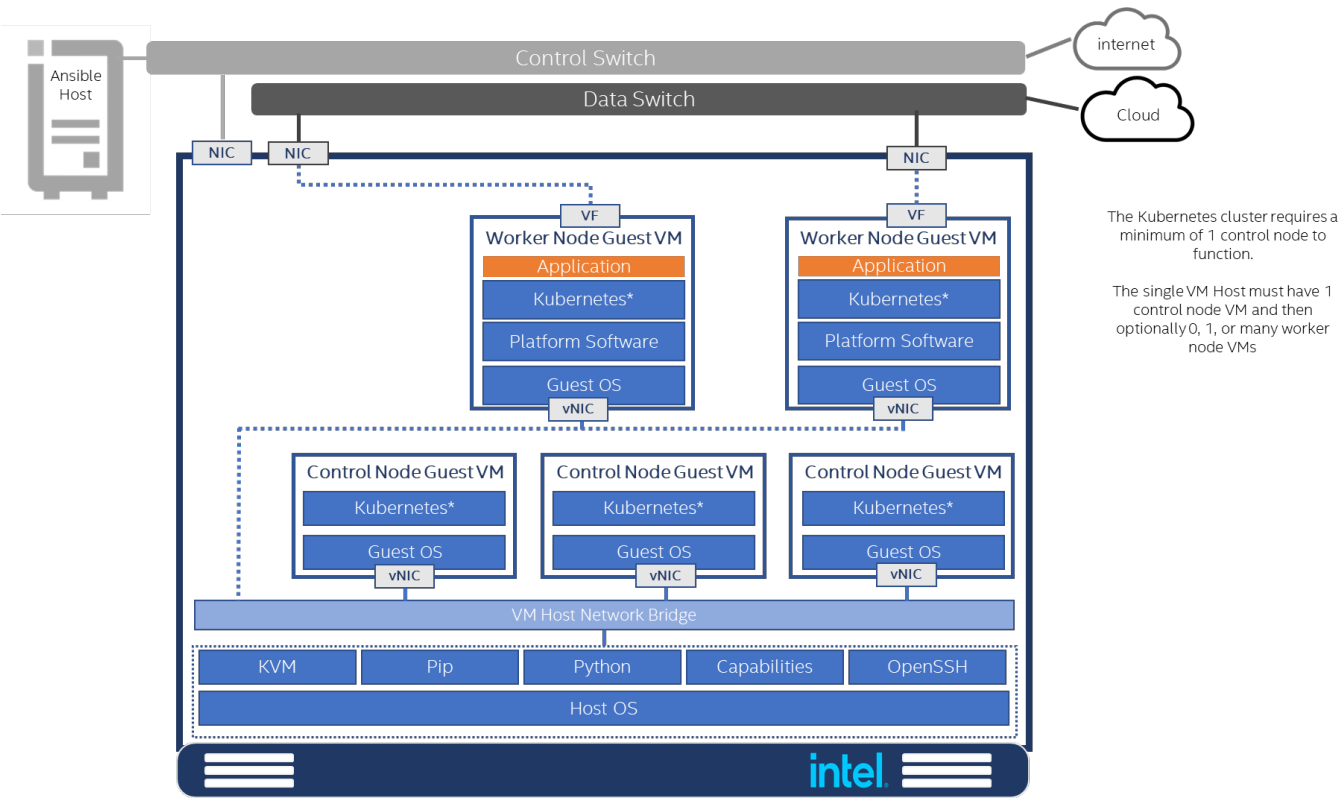 Ansible
Host
Control Switch
internet
Data Switch
Cloud
NIC
NIC
NIC
VF
VF
Worker Node Guest VM
Worker Node Guest VM
Application
Application
Kubernetes*
Kubernetes*
Platform Software
Platform Software
Guest OS
Guest OS
vNIC
vNIC
The Kubernetes cluster requires a
minimum of 1 control node to
function.
The single VM Host must have 1
control node VM and then
optionally 0, 1, or many worker
node VMs
Control Node Guest VM
Control Node Guest VM
Control Node Guest VM
Kubernetes*
Kubernetes*
Kubernetes*
Guest OS
Guest OS
Guest OS
vNIC
vNIC
vNIC
VM Host Network Bridge
KVM
Pip
Python
Capabilities
OpenSSH
Host OS
intel.